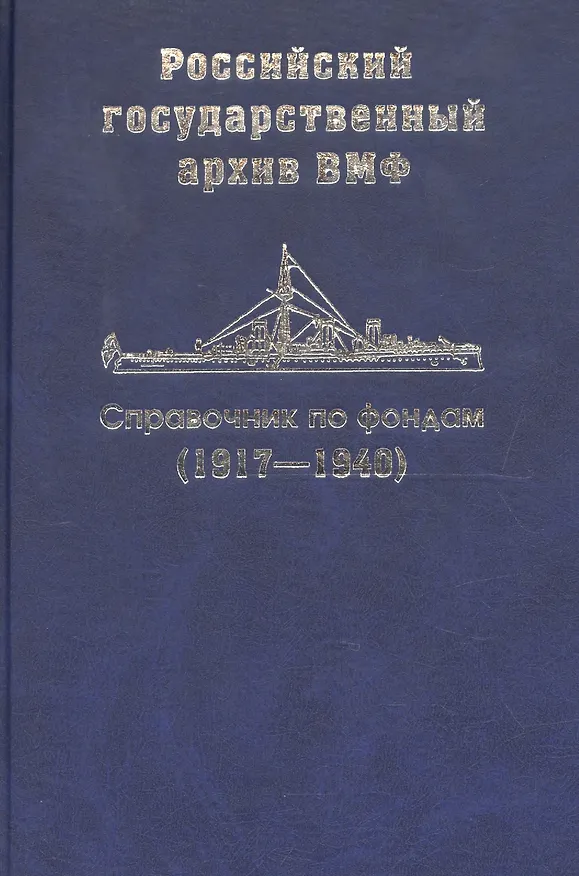 Российский
государственный
архив ВМФ
Справочник по фондам
(1917—1940)